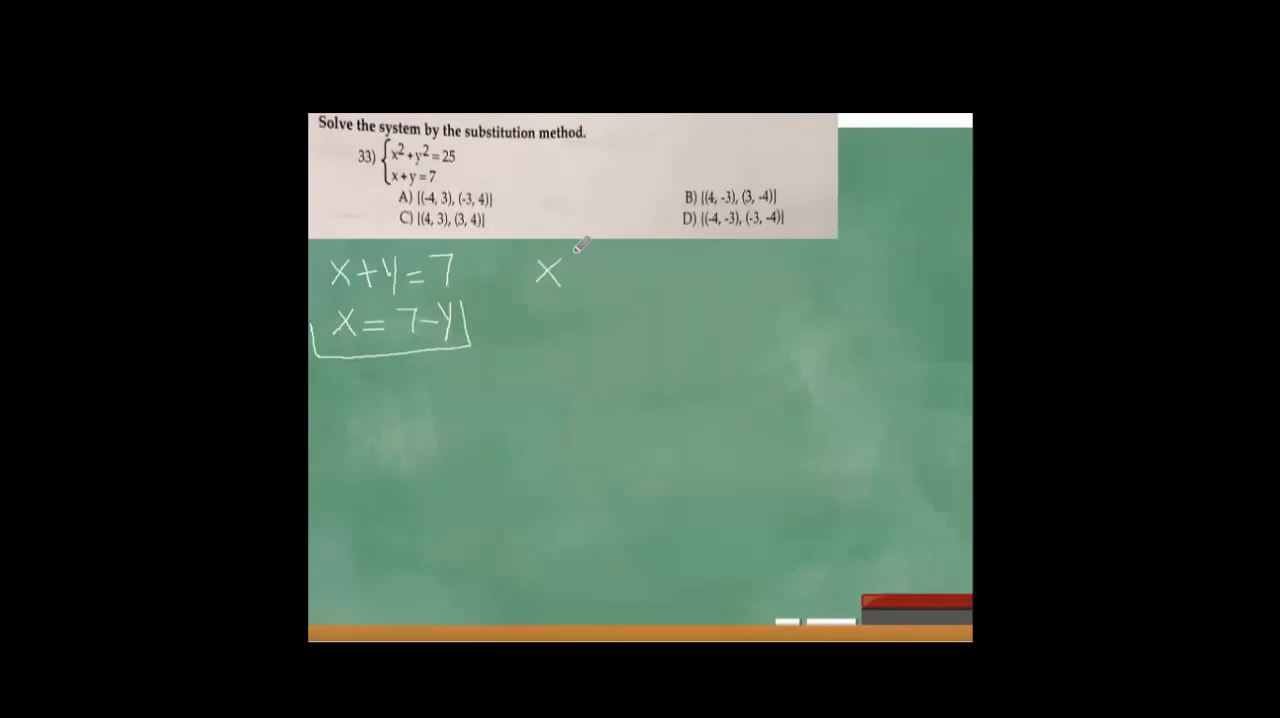 Solve the system by the substitution method.
33) {x²+y²=25
x+y=7
A) {(-4, 3), (-3, 4)}
B) {(4, -3), (3, -4)}
C) {(4, 3), (3, 4)}
D) {(-4, -3), (-3, -4)}
x+y=7
x
x=7-y